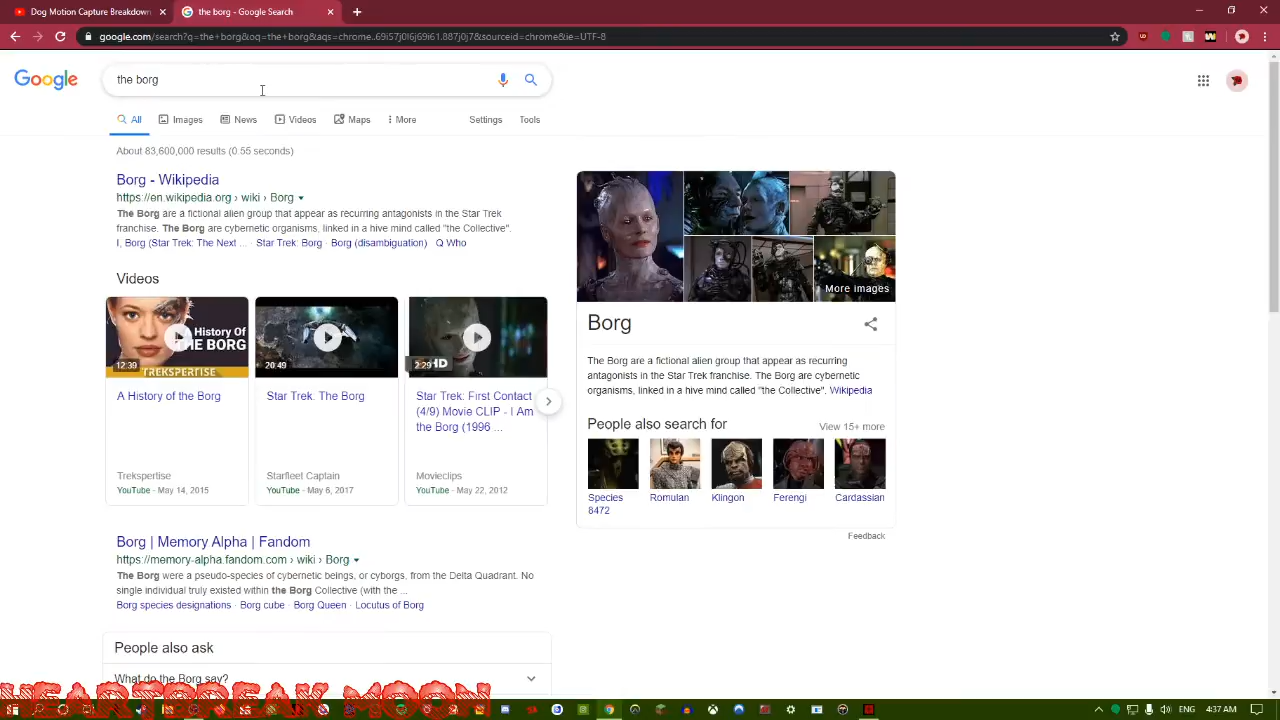 Dog Motion Capture Breakdown
the borg - Google Search
google.com/search?q=the+borg&oq=the+borg&aqs=chrome..69i57j0l6j69i61.887j0j7&sourceid=chrome&ie=UTF-8
Google
the borg
All
Images
News
Videos
Maps
More
Settings
Tools
About 83,600,000 results (0.55 seconds)
Borg - Wikipedia
https://en.wikipedia.org › wiki › Borg
The Borg are a fictional alien group that appear as recurring antagonists in the Star Trek
franchise. The Borg are cybernetic organisms, linked in a hive mind called "the Collective".
I, Borg (Star Trek: The Next ... · Star Trek: Borg · Borg (disambiguation) · Q Who
Videos
History Of
THE BORG
TREKSPERTISE
12:39
20:49
2:29
HD
A History of the Borg
Trekspertise
YouTube - May 14, 2015
Star Trek: The Borg
Starfleet Captain
YouTube - May 6, 2017
Star Trek: First Contact
(4/9) Movie CLIP - I Am
the Borg (1996 ...
Movieclips
YouTube - May 22, 2012
Borg | Memory Alpha | Fandom
https://memory-alpha.fandom.com › wiki › Borg
The Borg were a pseudo-species of cybernetic beings, or cyborgs, from the Delta Quadrant. No
single individual truly existed within the Borg Collective (with the ...
Borg species designations · Borg cube · Borg Queen · Locutus of Borg
People also ask
What do the Borg say?
More images
Borg
The Borg are a fictional alien group that appear as recurring
antagonists in the Star Trek franchise. The Borg are cybernetic
organisms, linked in a hive mind called "the Collective". Wikipedia
People also search for
View 15+ more
Species
8472
Romulan
Klingon
Ferengi
Cardassian
Feedback
HEARTBREAK MOON
ENG
4:37 AM